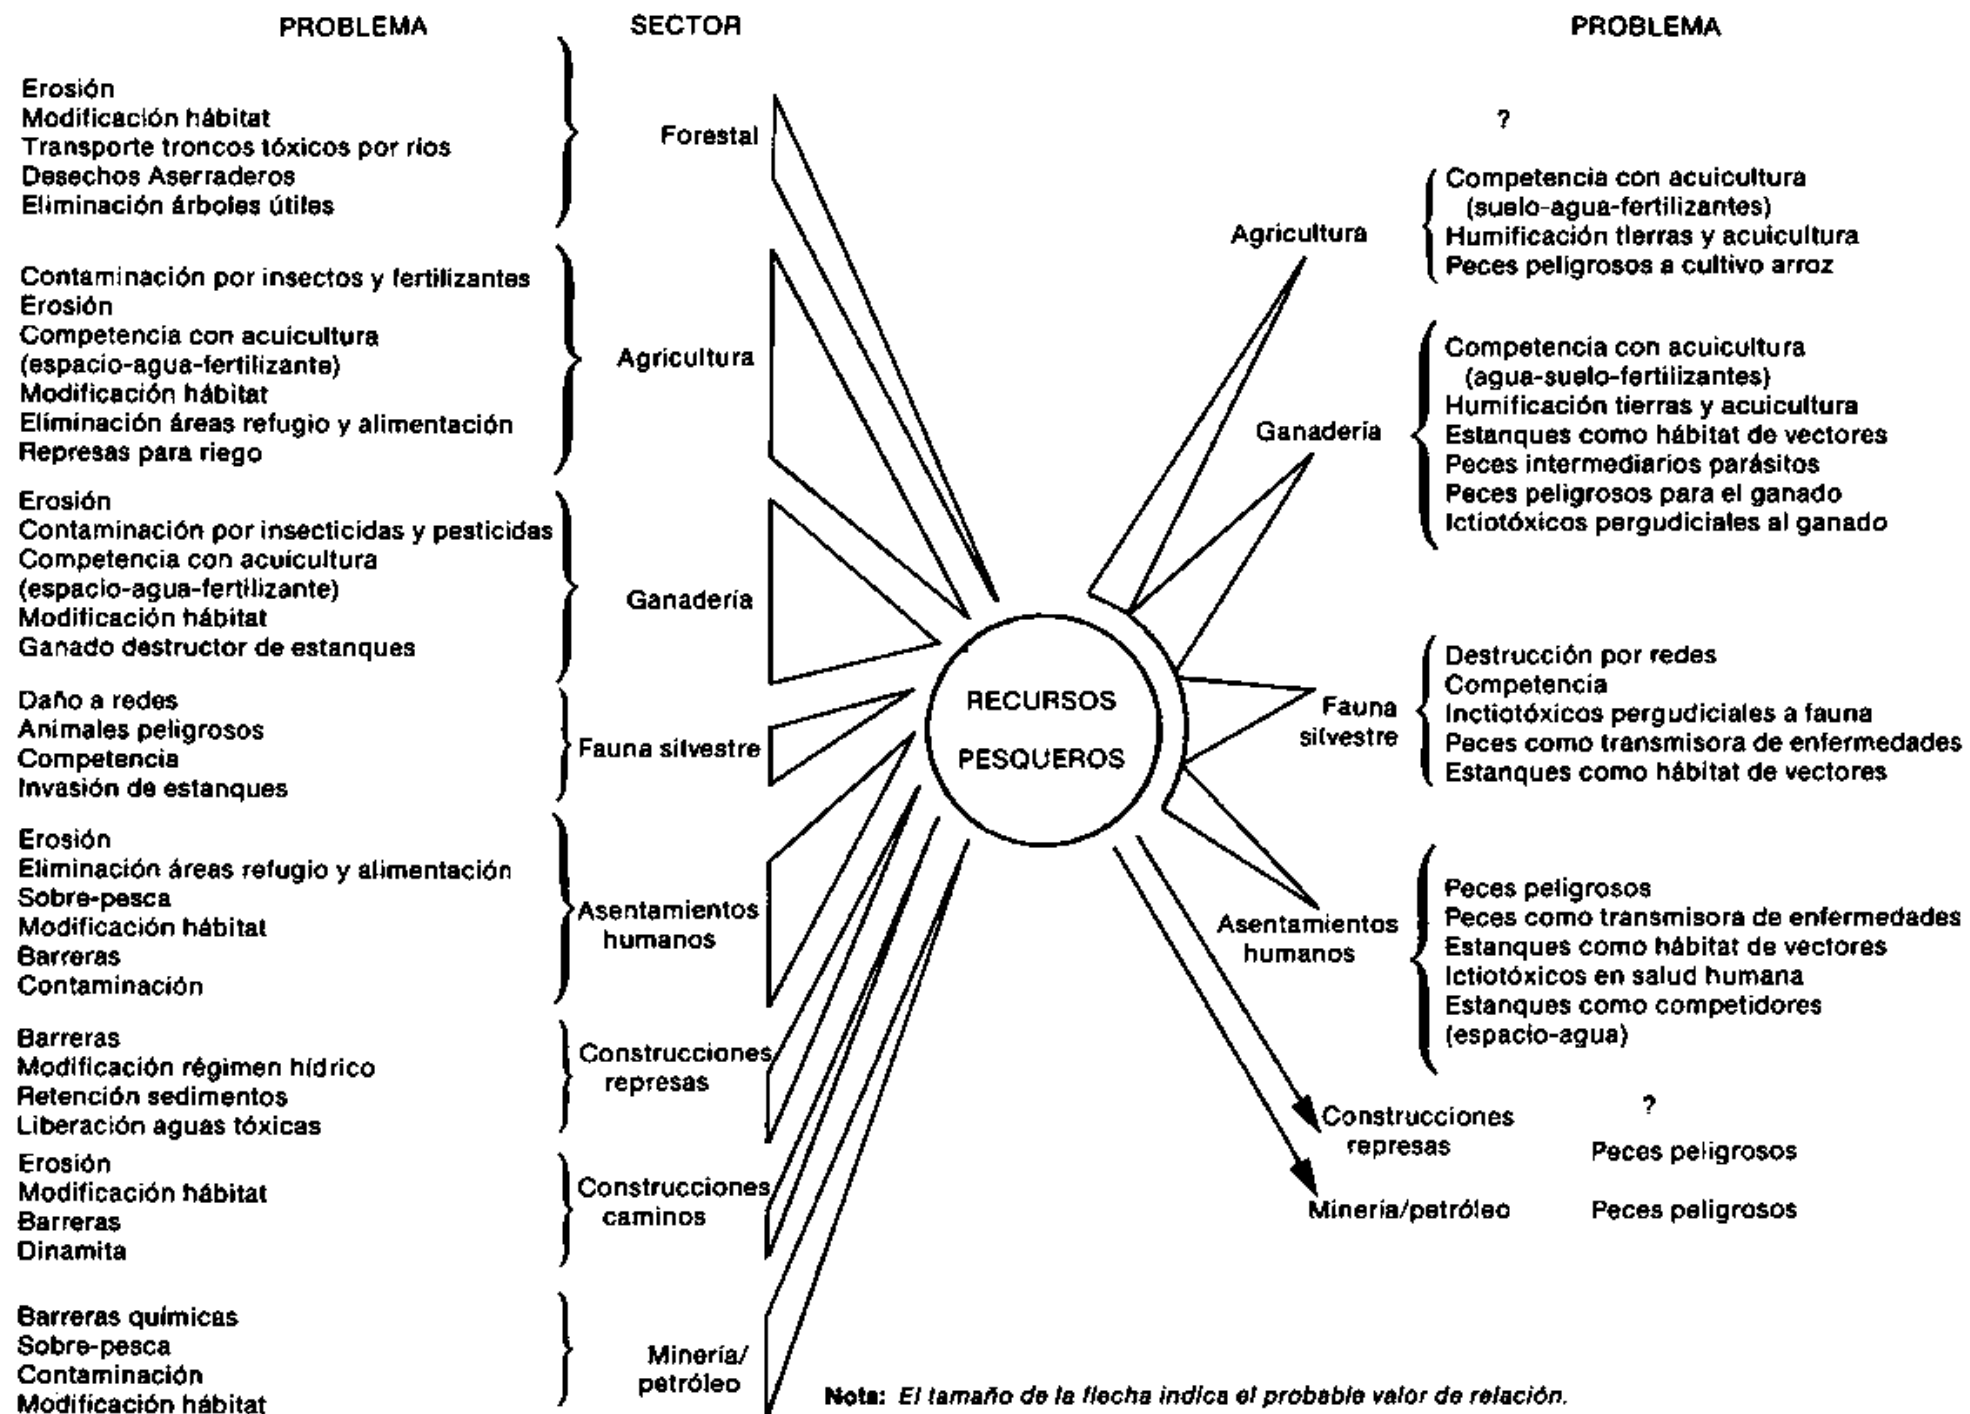 PROBLEMA
SECTOR
Erosión
Modificación hábitat
Transporte troncos tóxicos por ríos
Desechos Aserraderos
Eliminación árboles útiles
Forestal
Contaminación por insectos y fertilizantes
Erosión
Competencia con acuicultura
(espacio-agua-fertilizante)
Modificación hábitat
Eliminación áreas refugio y alimentación
Represas para riego
Agricultura
Erosión
Contaminación por insecticidas y pesticidas
Competencia con acuicultura
(espacio-agua-fertilizante)
Modificación hábitat
Ganado destructor de estanques
Ganadería
Daño a redes
Animales peligrosos
Competencia
Invasión de estanques
Fauna silvestre
Erosión
Eliminación áreas refugio y alimentación
Sobre-pesca
Modificación hábitat
Barreras
Contaminación
Asentamientos
humanos
Barreras
Modificación régimen hídrico
Retención sedimentos
Liberación aguas tóxicas
Construcciones
represas
Erosión
Modificación hábitat
Barreras
Dinamita
Construcciones
caminos
Barreras químicas
Sobre-pesca
Contaminación
Modificación hábitat
Minería/
petróleo
RECURSOS
PESQUEROS
PROBLEMA
?
Agricultura
Competencia con acuicultura
(suelo-agua-fertilizantes)
Humificación tierras y acuicultura
Peces peligrosos a cultivo arroz
Ganadería
Competencia con acuicultura
(agua-suelo-fertilizantes)
Humificación tierras y acuicultura
Estanques como hábitat de vectores
Peces intermediarios parásitos
Peces peligrosos para el ganado
Ictiotóxicos pergudiciales al ganado
Fauna
silvestre
Destrucción por redes
Competencia
Inctiotóxicos pergudiciales a fauna
Peces como transmisora de enfermedades
Estanques como hábitat de vectores
Asentamientos
humanos
Peces peligrosos
Peces como transmisora de enfermedades
Estanques como hábitat de vectores
Ictiotóxicos en salud humana
Estanques como competidores
(espacio-agua)
Construcciones
represas
?
Peces peligrosos
Minería/petróleo
Peces peligrosos
Nota: El tamaño de la flecha indica el probable valor de relación.